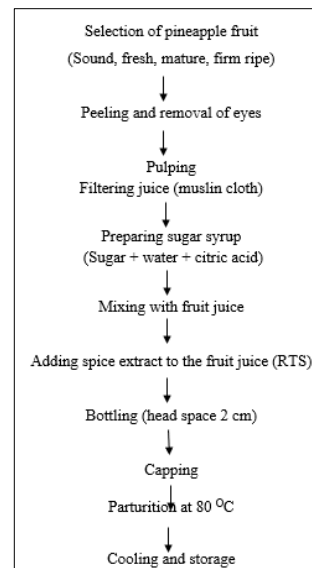 Selection of pineapple fruit
(Sound, fresh, mature, firm ripe)
Peeling and removal of eyes
Pulping
Filtering juice (muslin cloth)
Preparing sugar syrup
(Sugar + water + citric acid)
Mixing with fruit juice
Adding spice extract to the fruit juice (RTS)
Bottling (head space 2 cm)
Capping
Parturition at 80 ⁰C
Cooling and storage